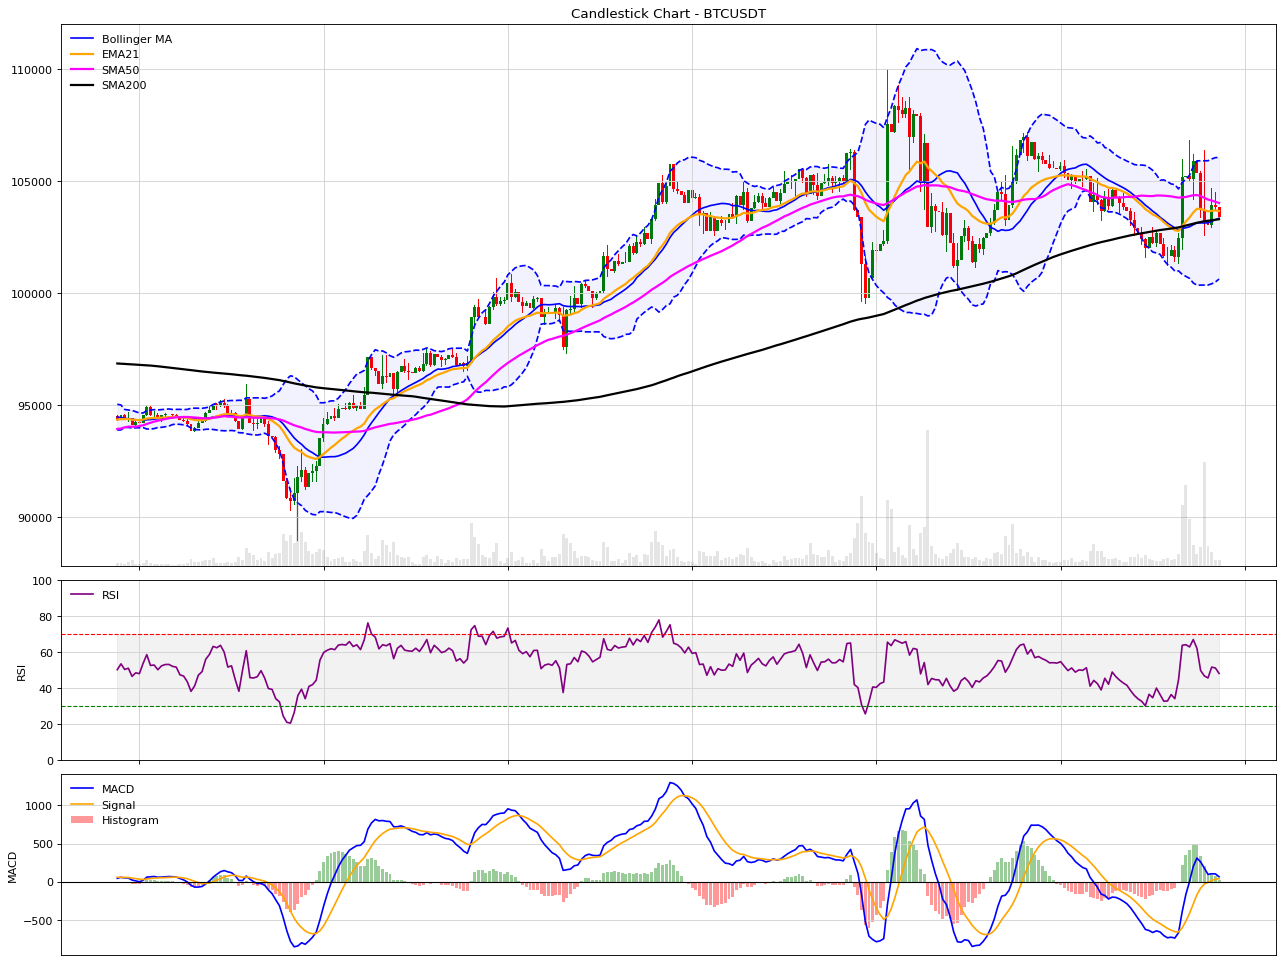 Candlestick Chart - BTCUSDT
Bollinger MA
EMA21
SMA50
SMA200
110000
105000
100000
95000
90000
RSI
100
80
60
40
20
0
RSI
MACD
Signal
Histogram
1000
500
0
−500
MACD